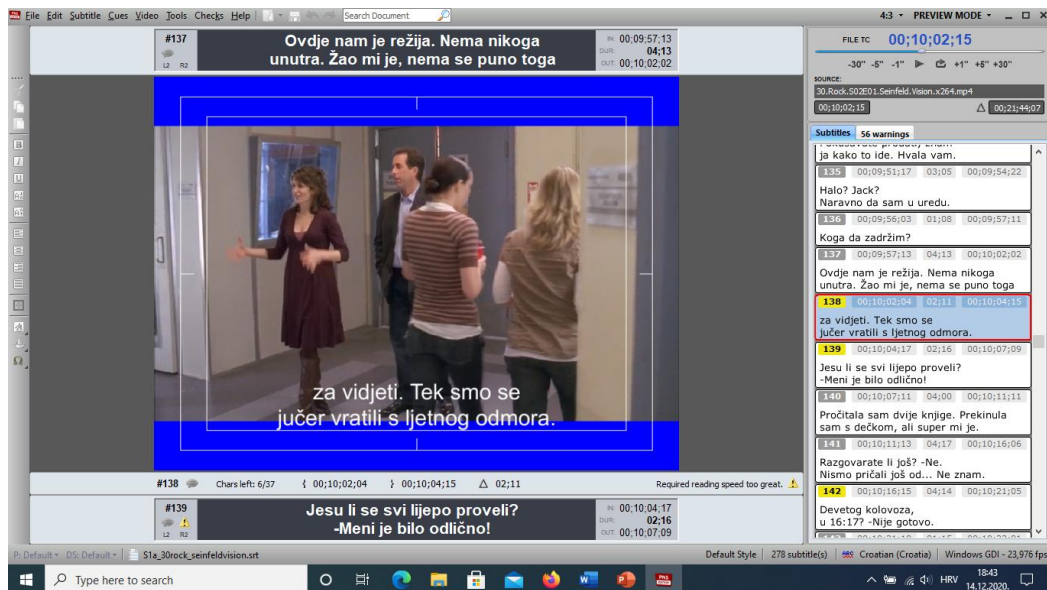 File Edit Subtitle Cues Video Tools Checks Help
Search Document
4:3 PREVIEW MODE
#137
L2 R2
Ovdje nam je režija. Nema nikoga
unutra. Žao mi je, nema se puno toga
IN: 00:09:57;13
DUR: 04;13
OUT: 00:10:02;02
FILE TC 00;10;02;15
-30" -5" -1" +1" +5" +30"
SOURCE:
30.Rock.S02E01.Seinfeld.Vision.x264.mp4
00;10;02;15 00;21;44;07
Subtitles 56 warnings
ja kako to ide. Hvala vam.
135 00;09;51;17 03;05 00;09;54;22
Halo? Jack?
Naravno da sam u uredu.
136 00;09;56;03 01;08 00;09;57;11
Koga da zadržim?
137 00;09;57;13 04;13 00;10;02;02
Ovdje nam je režija. Nema nikoga
unutra. Žao mi je, nema se puno toga
138 00;10;02;04 02;11 00;10;04;15
za vidjeti. Tek smo se
jučer vratili s ljetnog odmora.
139 00;10;04;17 02;16 00;10;07;09
Jesu li se svi lijepo proveli?
-Meni je bilo odlično!
140 00;10;07;11 04;00 00;10;11;11
Pročitala sam dvije knjige. Prekinula
sam s dečkom, ali super mi je.
141 00;10;11;13 04;17 00;10;16;06
Razgovarate li još? -Ne.
Nismo pričali još od... Ne znam.
142 00;10;16;15 04;14 00;10;21;05
Devetog kolovoza,
u 16:17? -Nije gotovo.
za vidjeti. Tek smo se
jučer vratili s ljetnog odmora.
#138 Chars left: 6/37 { 00;10;02;04 } 00;10;04;15 Δ 02;11 Required reading speed too great.
#139
L2 R2
Jesu li se svi lijepo proveli?
-Meni je bilo odlično!
IN: 00:10:04;17
DUR: 02;16
OUT: 00:10:07;09
P: Default DS: Default S1a_30rock_seinfeldvision.srt Default Style 278 subtitle(s) Croatian (Croatia) Windows GDI - 23,976 fps
Type here to search
HRV
18:43
14.12.2020.